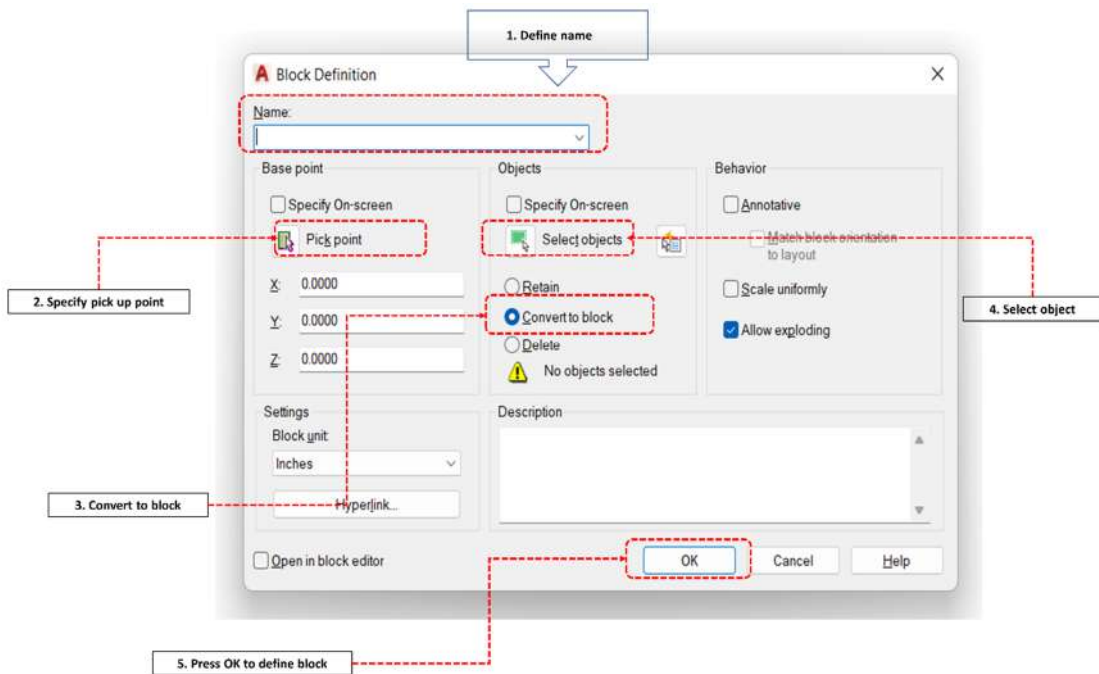 1. Define name
A Block Definition
Name:
Base point
Specify On-screen
Pick point
X: 0.0000
Y: 0.0000
Z: 0.0000
Objects
Specify On-screen
Select objects
Retain
Convert to block
Delete
No objects selected
Behavior
Annotative
Match block orientation
to layout
Scale uniformly
Allow exploding
2. Specify pick up point
4. Select object
Settings
Block unit
Inches
Hyperlink...
Description
3. Convert to block
Open in block editor
OK
Cancel
Help
5. Press OK to define block